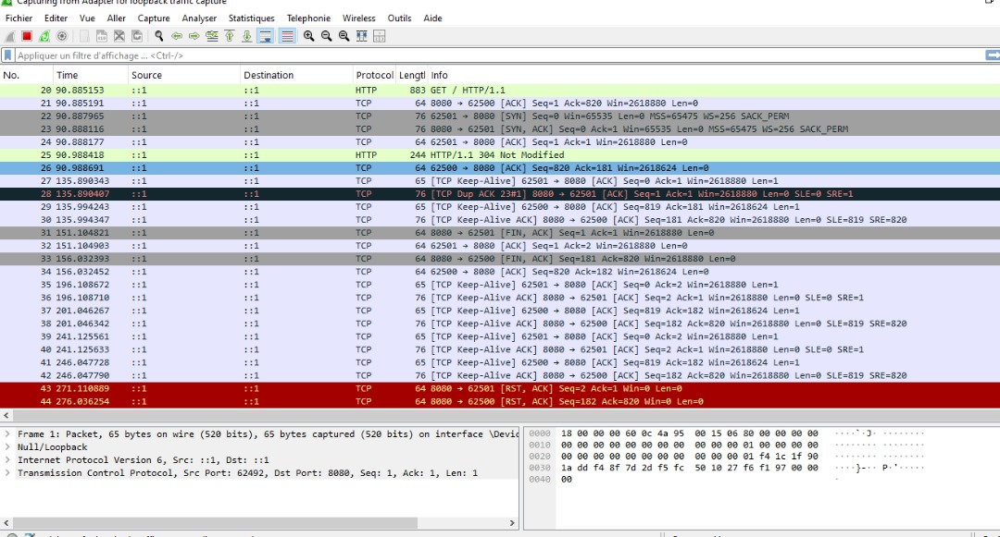 Capturing from Adapter for loopback traffic capture
Fichier Editer Vue Aller Capture Analyser Statistiques Telephonie Wireless Outils Aide
Appliquer un filtre d'affichage ... <Ctrl-/>
No. Time Source Destination Protocol Lengtl Info
20 90.885153 ::1 ::1 HTTP 883 GET / HTTP/1.1
21 90.885191 ::1 ::1 TCP 64 8080 → 62500 [ACK] Seq=1 Ack=820 Win=2618880 Len=0
22 90.887965 ::1 ::1 TCP 76 62501 → 8080 [SYN] Seq=0 Win=65535 Len=0 MSS=65475 WS=256 SACK_PERM
23 90.888116 ::1 ::1 TCP 76 8080 → 62501 [SYN, ACK] Seq=0 Ack=1 Win=65535 Len=0 MSS=65475 WS=256 SACK_PERM
24 90.888177 ::1 ::1 TCP 64 62501 → 8080 [ACK] Seq=1 Ack=1 Win=2618880 Len=0
25 90.988418 ::1 ::1 HTTP 244 HTTP/1.1 304 Not Modified
26 90.988691 ::1 ::1 TCP 64 62500 → 8080 [ACK] Seq=820 Ack=181 Win=2618624 Len=0
27 135.890343 ::1 ::1 TCP 65 [TCP Keep-Alive] 62501 → 8080 [ACK] Seq=0 Ack=1 Win=2618880 Len=1
28 135.890407 ::1 ::1 TCP 76 [TCP Dup ACK 23#1] 8080 → 62501 [ACK] Seq=1 Ack=1 Win=2618880 Len=0 SLE=0 SRE=1
29 135.994243 ::1 ::1 TCP 65 [TCP Keep-Alive] 62500 → 8080 [ACK] Seq=819 Ack=181 Win=2618624 Len=1
30 135.994347 ::1 ::1 TCP 76 [TCP Keep-Alive ACK] 8080 → 62500 [ACK] Seq=181 Ack=820 Win=2618880 Len=0 SLE=819 SRE=820
31 151.104821 ::1 ::1 TCP 64 8080 → 62501 [FIN, ACK] Seq=1 Ack=1 Win=2618880 Len=0
32 151.104903 ::1 ::1 TCP 64 62501 → 8080 [ACK] Seq=1 Ack=2 Win=2618880 Len=0
33 156.032393 ::1 ::1 TCP 64 8080 → 62500 [FIN, ACK] Seq=181 Ack=820 Win=2618880 Len=0
34 156.032452 ::1 ::1 TCP 64 62500 → 8080 [ACK] Seq=820 Ack=182 Win=2618624 Len=0
35 196.108672 ::1 ::1 TCP 65 [TCP Keep-Alive] 62501 → 8080 [ACK] Seq=0 Ack=2 Win=2618880 Len=1
36 196.108710 ::1 ::1 TCP 76 [TCP Keep-Alive ACK] 8080 → 62501 [ACK] Seq=2 Ack=1 Win=2618880 Len=0 SLE=0 SRE=1
37 201.046267 ::1 ::1 TCP 65 [TCP Keep-Alive] 62500 → 8080 [ACK] Seq=819 Ack=182 Win=2618624 Len=1
38 201.046342 ::1 ::1 TCP 76 [TCP Keep-Alive ACK] 8080 → 62500 [ACK] Seq=182 Ack=820 Win=2618880 Len=0 SLE=819 SRE=820
39 241.125561 ::1 ::1 TCP 65 [TCP Keep-Alive] 62501 → 8080 [ACK] Seq=0 Ack=2 Win=2618880 Len=1
40 241.125633 ::1 ::1 TCP 76 [TCP Keep-Alive ACK] 8080 → 62501 [ACK] Seq=2 Ack=1 Win=2618880 Len=0 SLE=0 SRE=1
41 246.047728 ::1 ::1 TCP 65 [TCP Keep-Alive] 62500 → 8080 [ACK] Seq=819 Ack=182 Win=2618624 Len=1
42 246.047790 ::1 ::1 TCP 76 [TCP Keep-Alive ACK] 8080 → 62500 [ACK] Seq=182 Ack=820 Win=2618880 Len=0 SLE=819 SRE=820
43 271.110889 ::1 ::1 TCP 64 8080 → 62501 [RST, ACK] Seq=2 Ack=1 Win=0 Len=0
44 276.036254 ::1 ::1 TCP 64 8080 → 62500 [RST, ACK] Seq=182 Ack=820 Win=0 Len=0
Frame 1: Packet, 65 bytes on wire (520 bits), 65 bytes captured (520 bits) on interface \Devic
Null/Loopback
Internet Protocol Version 6, Src: ::1, Dst: ::1
Transmission Control Protocol, Src Port: 62492, Dst Port: 8080, Seq: 1, Ack: 1, Len: 1
0000 18 00 00 00 60 0c 4a 95 00 15 06 80 00 00 00 00 ····`·J· ········
0010 00 00 00 00 00 00 00 00 00 00 00 01 00 00 00 00 ········ ········
0020 00 00 00 00 00 00 00 00 00 00 00 01 f4 1c 1f 90 ········ ········
0030 1a dd f4 8f 7d 2d f5 fc 50 10 27 f6 f1 97 00 00 ····}-·· P·'·····
0040 00 ·